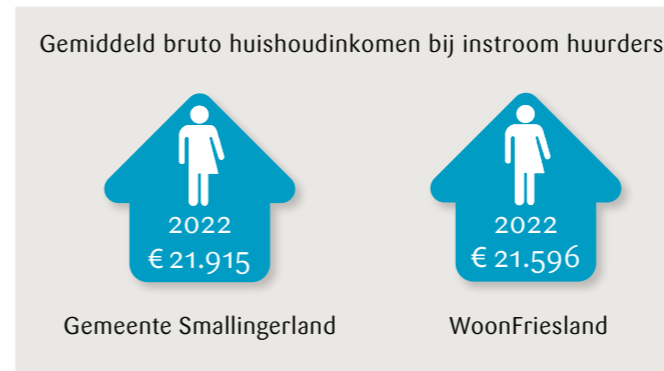 Gemiddeld bruto huishoudinkomen bij instroom huurders
2022
€ 21.915
Gemeente Smallingerland
2022
€ 21.596
WoonFriesland